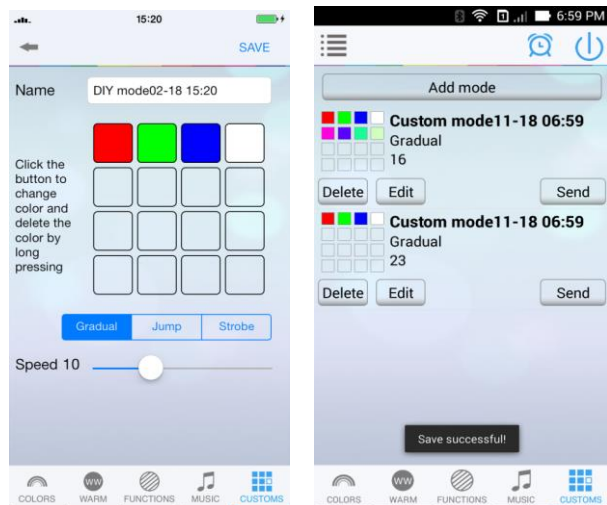 15:20
SAVE
Name
DIY mode02-18 15:20
Click the
button to
change
color and
delete the
color by
long
pressing
Gradual Jump Strobe
Speed 10
WW
COLORS WARM FUNCTIONS MUSIC CUSTOMS
1 6:59 PM
Add mode
Custom mode11-18 06:59
Gradual
16
Delete Edit Send
Custom mode11-18 06:59
Gradual
23
Delete Edit Send
Save successful!
WW
COLORS WARM FUNCTIONS MUSIC CUSTOMS